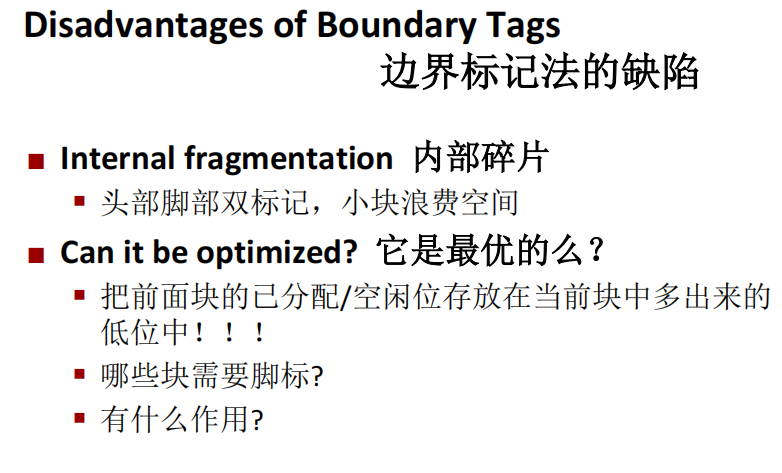 Disadvantages of Boundary Tags
边界标记法的缺陷
■ Internal fragmentation 内部碎片
▪ 头部脚部双标记，小块浪费空间
■ Can it be optimized? 它是最优的么？
▪ 把前面块的已分配/空闲位存放在当前块中多出来的
低位中！！！
▪ 哪些块需要脚标?
▪ 有什么作用?